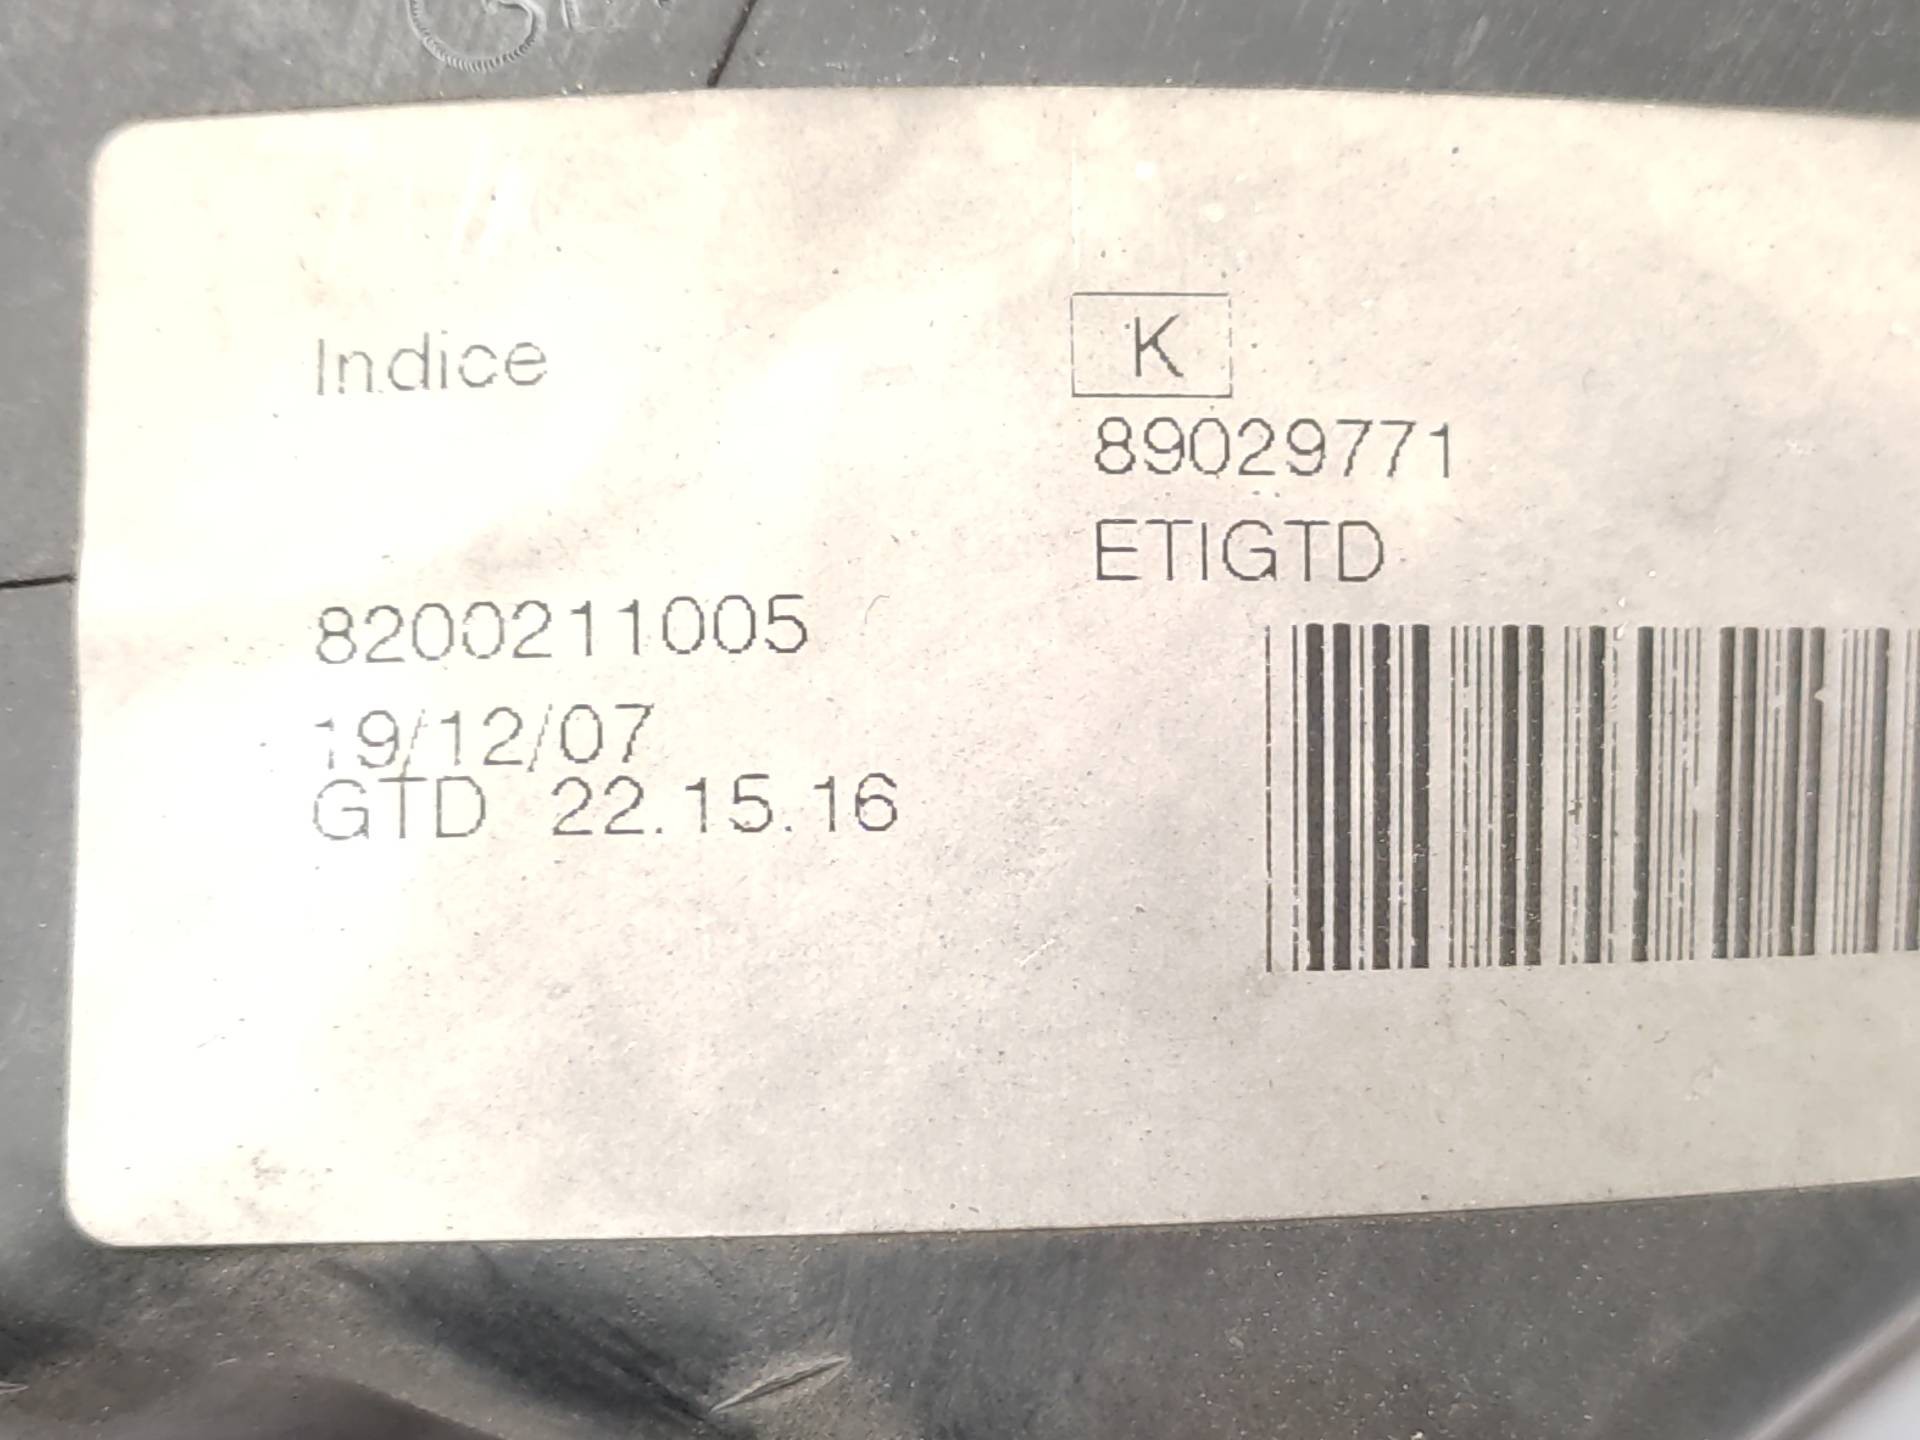 Indice
K
89029771
ETIGTD
8200211005
19/12/07
GTD 22.15.16